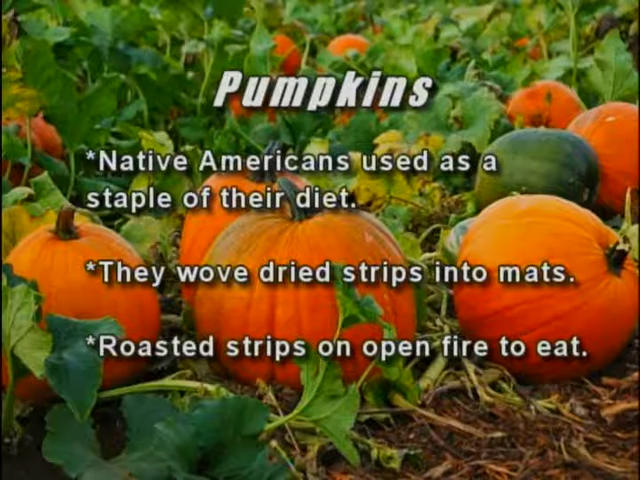 Pumpkins
*Native Americans used as a
staple of their diet.
*They wove dried strips into mats.
*Roasted strips on open fire to eat.